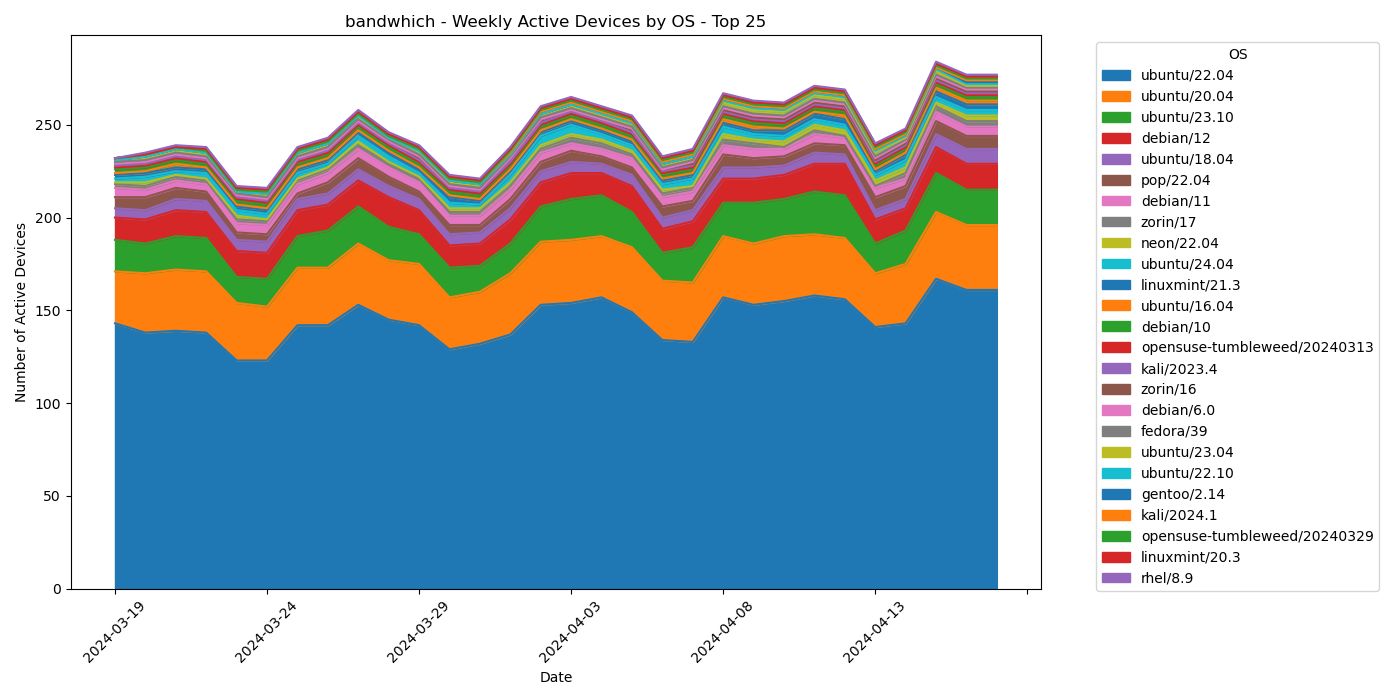 bandwhich - Weekly Active Devices by OS - Top 25
Number of Active Devices
250
200
150
100
50
0
2024-03-19
2024-03-24
2024-03-29
2024-04-03
2024-04-08
2024-04-13
Date
OS
ubuntu/22.04
ubuntu/20.04
ubuntu/23.10
debian/12
ubuntu/18.04
pop/22.04
debian/11
zorin/17
neon/22.04
ubuntu/24.04
linuxmint/21.3
ubuntu/16.04
debian/10
opensuse-tumbleweed/20240313
kali/2023.4
zorin/16
debian/6.0
fedora/39
ubuntu/23.04
ubuntu/22.10
gentoo/2.14
kali/2024.1
opensuse-tumbleweed/20240329
linuxmint/20.3
rhel/8.9